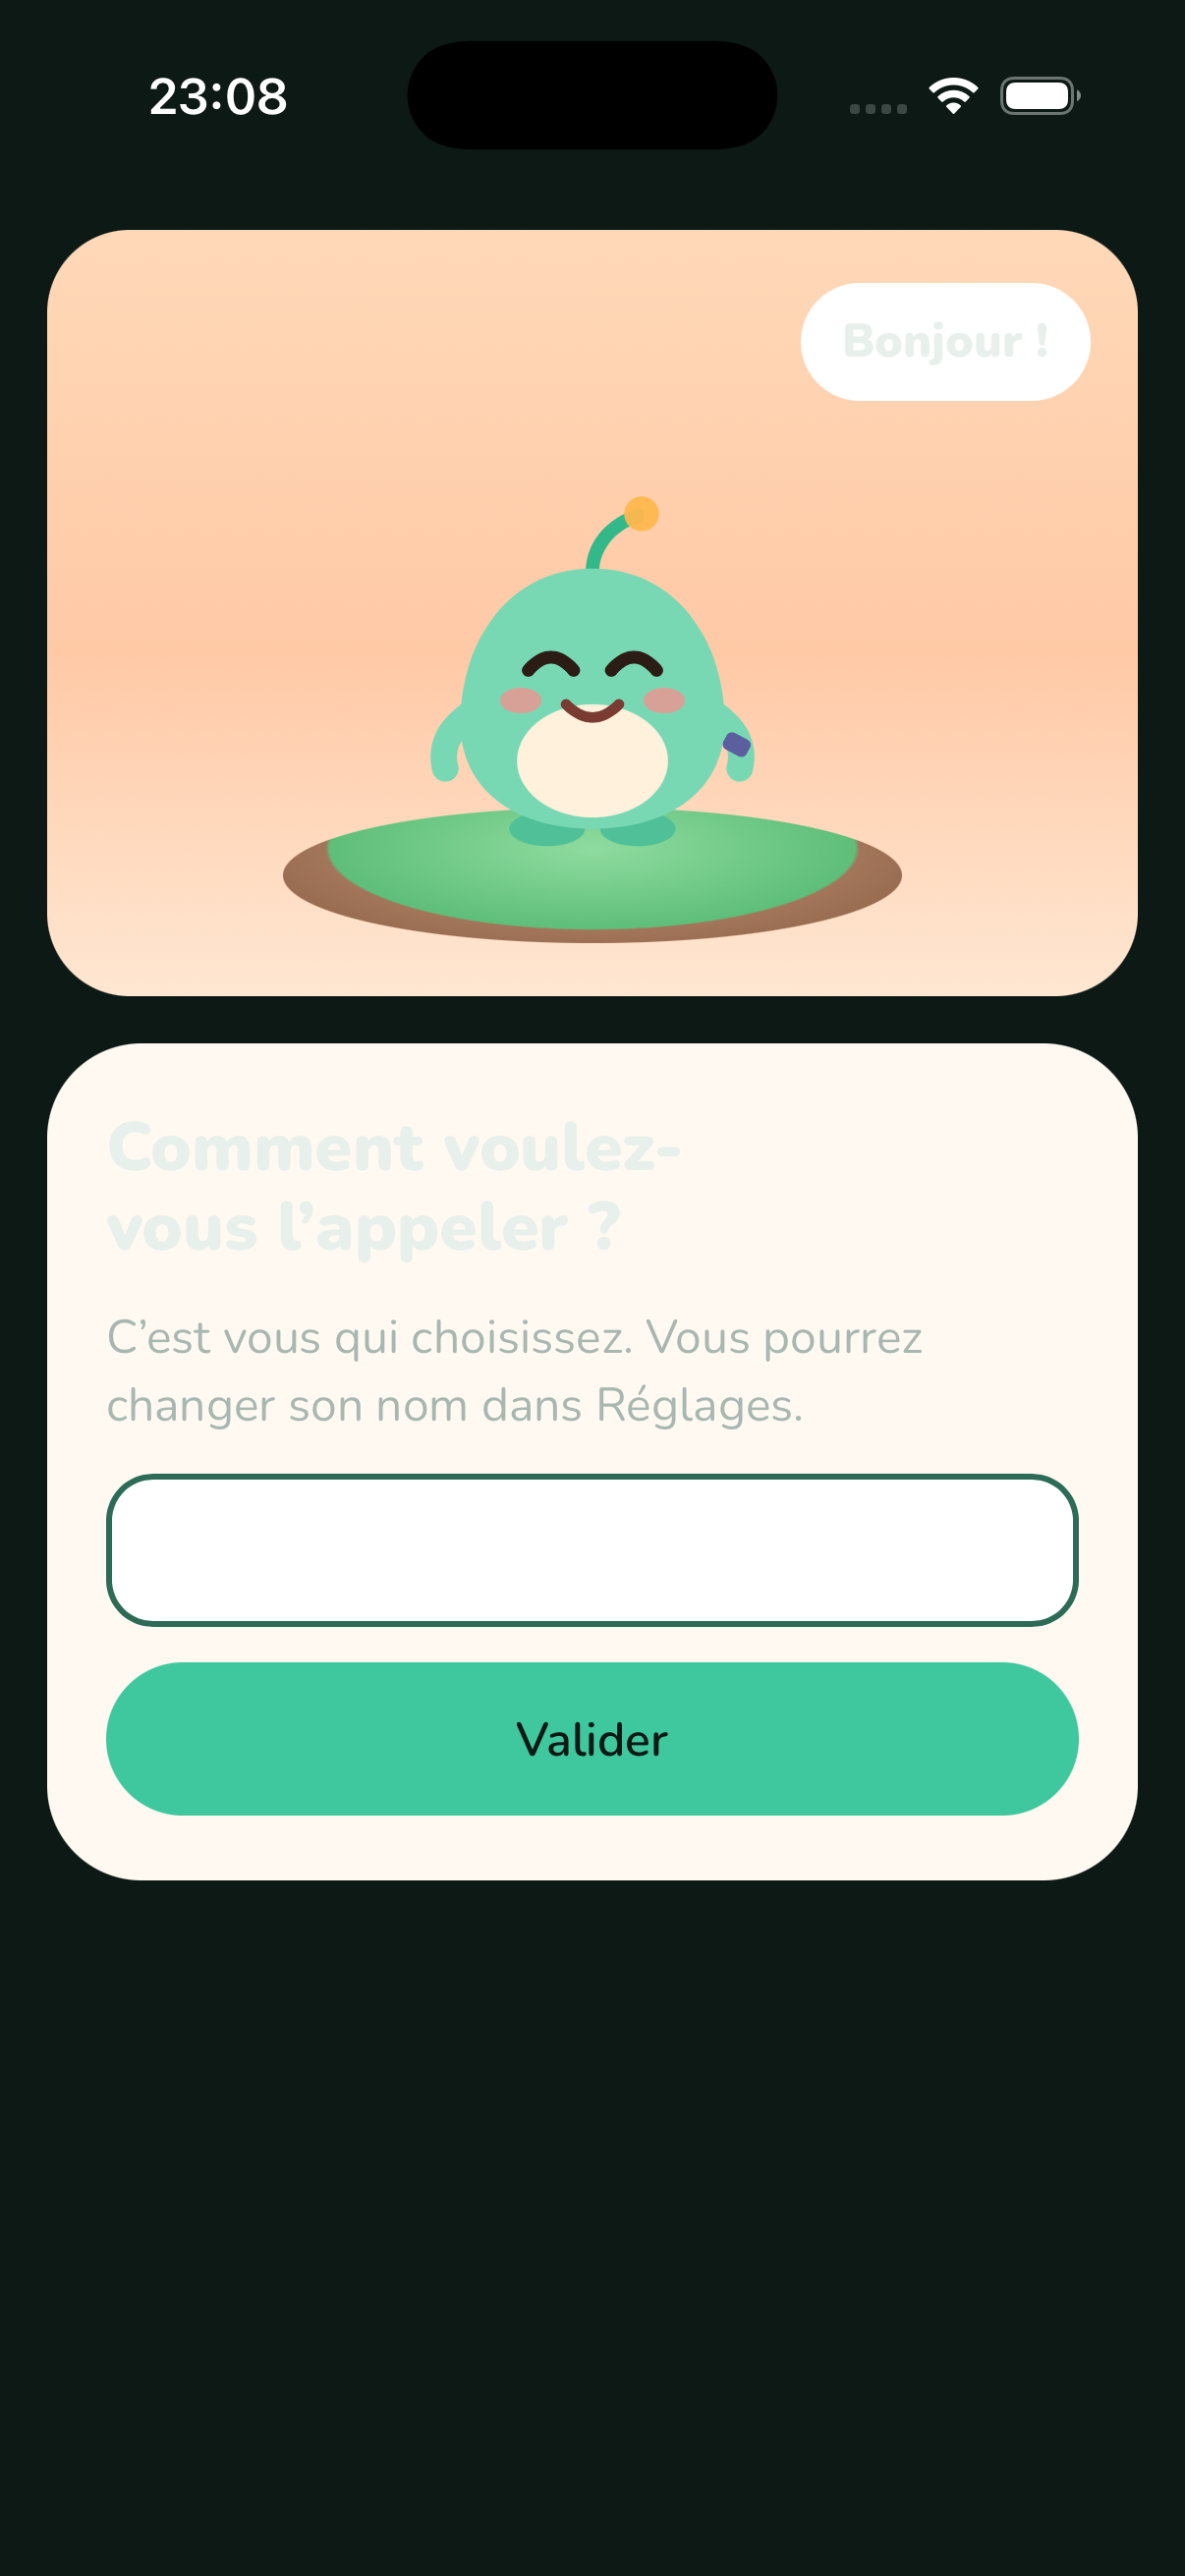 23:08
Bonjour !
Comment voulez-
vous l’appeler ?
C’est vous qui choisissez. Vous pourrez
changer son nom dans Réglages.
Valider